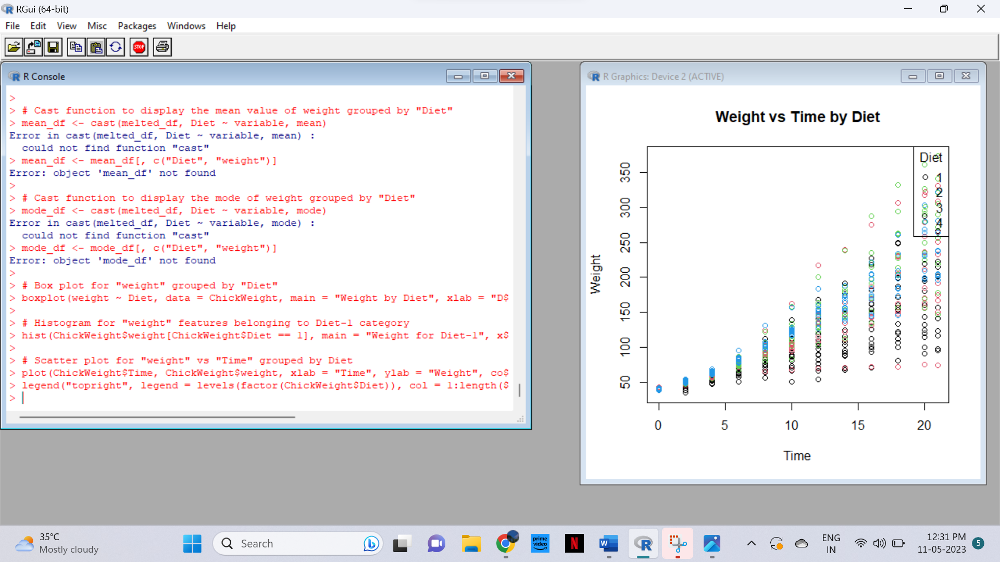 RGui (64-bit)
File Edit View Misc Packages Windows Help
STOP
R Console
>
> # Cast function to display the mean value of weight grouped by "Diet"
> mean_df <- cast(melted_df, Diet ~ variable, mean)
Error in cast(melted_df, Diet ~ variable, mean) :
could not find function "cast"
> mean_df <- mean_df[, c("Diet", "weight")]
Error: object 'mean_df' not found
>
> # Cast function to display the mode of weight grouped by "Diet"
> mode_df <- cast(melted_df, Diet ~ variable, mode)
Error in cast(melted_df, Diet ~ variable, mode) :
could not find function "cast"
> mode_df <- mode_df[, c("Diet", "weight")]
Error: object 'mode_df' not found
>
> # Box plot for "weight" grouped by "Diet"
> boxplot(weight ~ Diet, data = ChickWeight, main = "Weight by Diet", xlab = "D$
>
> # Histogram for "weight" features belonging to Diet-1 category
> hist(ChickWeight$weight[ChickWeight$Diet == 1], main = "Weight for Diet-1", x$
>
> # Scatter plot for "weight" vs "Time" grouped by Diet
> plot(ChickWeight$Time, ChickWeight$weight, xlab = "Time", ylab = "Weight", co$
> legend("topright", legend = levels(factor(ChickWeight$Diet)), col = 1:length($
>
R Graphics: Device 2 (ACTIVE)
Weight vs Time by Diet
Diet
1
2
3
4
350
300
250
200
150
100
50
Weight
0 5 10 15 20
Time
35°C
Mostly cloudy
Search
prime video
N
W
R
ENG
IN
12:31 PM
11-05-2023
5